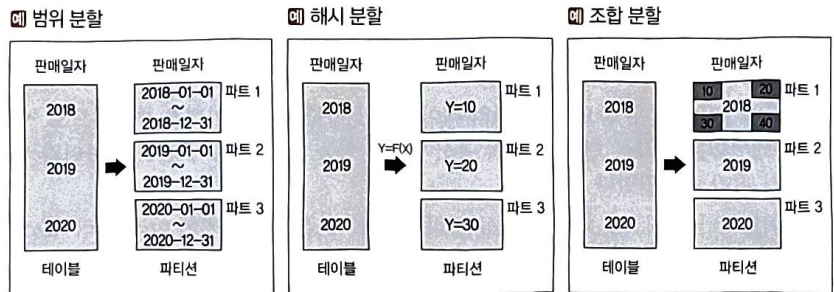 예 범위 분할
판매일자
판매일자
2018
2019
2020
2018-01-01
~
2018-12-31
파트 1
2019-01-01
~
2019-12-31
파트 2
2020-01-01
~
2020-12-31
파트 3
테이블
파티션
예 해시 분할
판매일자
판매일자
2018
2019
2020
Y=F(X)
Y=10
파트 1
Y=20
파트 2
Y=30
파트 3
테이블
파티션
예 조합 분할
판매일자
판매일자
2018
2019
2020
10
20
2018
30
40
파트 1
2019
파트 2
2020
파트 3
테이블
파티션